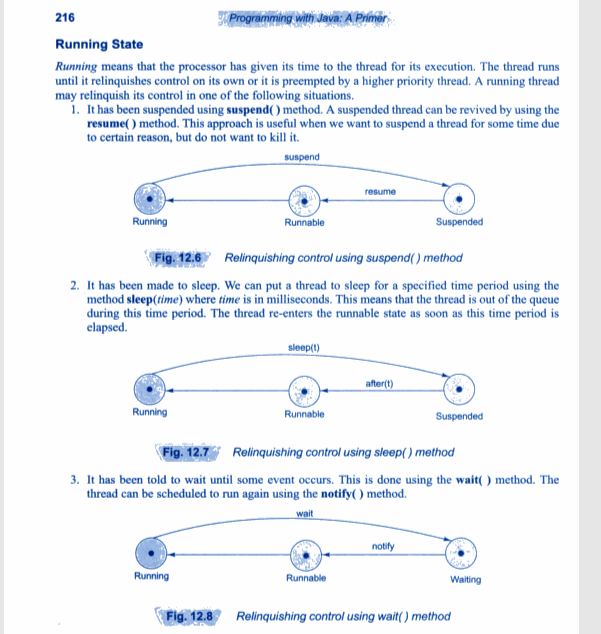 216
Programming with Java: A Primer
Running State
Running means that the processor has given its time to the thread for its execution. The thread runs
until it relinquishes control on its own or it is preempted by a higher priority thread. A running thread
may relinquish its control in one of the following situations.
1. It has been suspended using suspend( ) method. A suspended thread can be revived by using the
resume( ) method. This approach is useful when we want to suspend a thread for some time due
to certain reason, but do not want to kill it.
suspend
resume
Running Runnable Suspended
Fig. 12.6 Relinquishing control using suspend( ) method
2. It has been made to sleep. We can put a thread to sleep for a specified time period using the
method sleep(time) where time is in milliseconds. This means that the thread is out of the queue
during this time period. The thread re-enters the runnable state as soon as this time period is
elapsed.
sleep(t)
after(t)
Running Runnable Suspended
Fig. 12.7 Relinquishing control using sleep( ) method
3. It has been told to wait until some event occurs. This is done using the wait( ) method. The
thread can be scheduled to run again using the notify( ) method.
wait
notify
Running Runnable Waiting
Fig. 12.8 Relinquishing control using wait( ) method